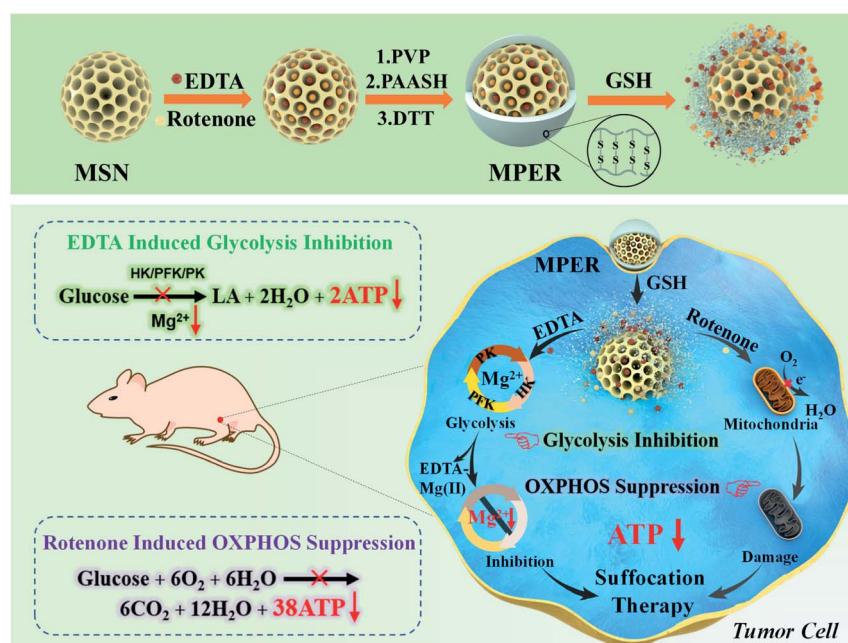 EDTA
Rotenone
MSN
1.PVP
2.PAASH
3.DTT
MPER
GSH
S S S S
S S S S
EDTA Induced Glycolysis Inhibition
HK/PFK/PK
Glucose LA + 2H₂O + 2ATP
Mg²⁺
Rotenone Induced OXPHOS Suppression
Glucose + 6O₂ + 6H₂O
6CO₂ + 12H₂O + 38ATP
MPER
GSH
EDTA
Rotenone
PK
Mg²⁺
HK
PFK
Glycolysis
O₂
e⁻
H₂O
Mitochondria
Glycolysis Inhibition
EDTA-
Mg(II)
OXPHOS Suppression
Mg²⁺
Inhibition
ATP
Damage
Suffocation
Therapy
Tumor Cell